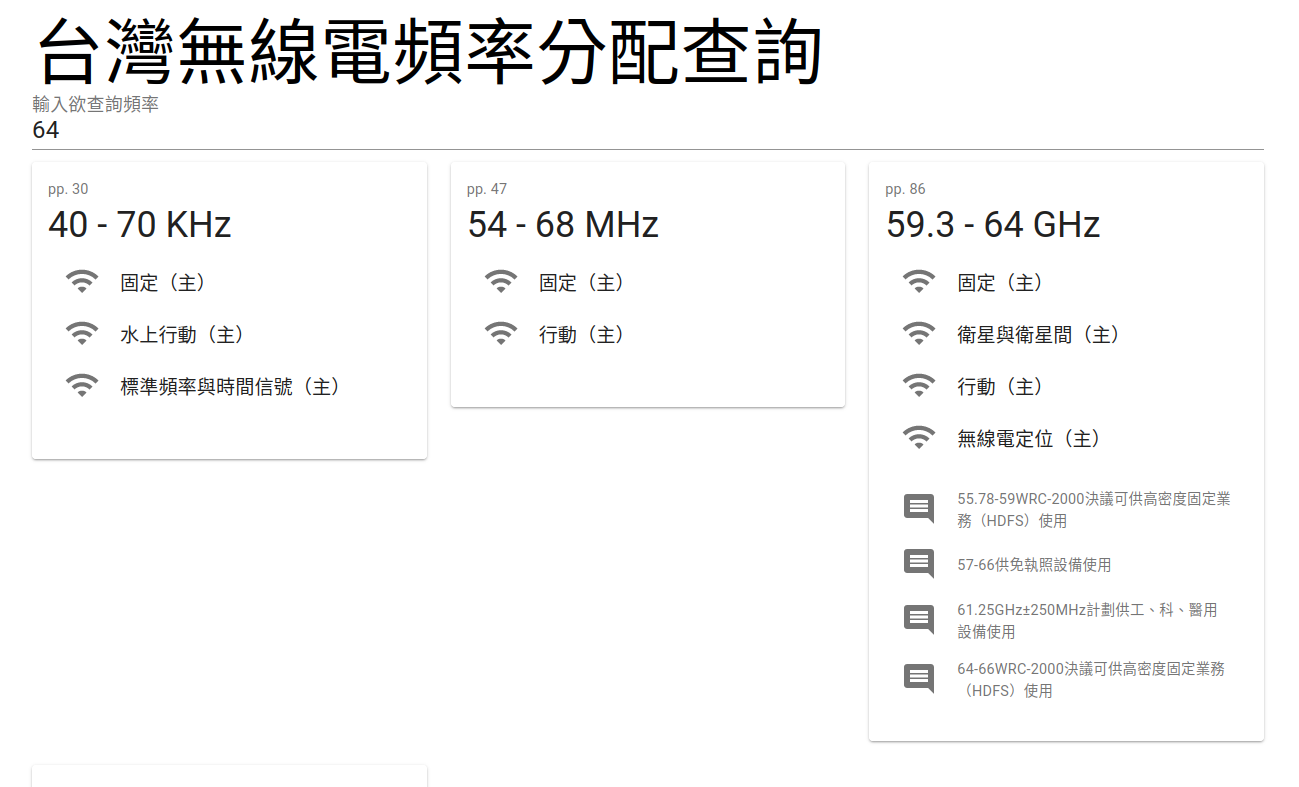 台灣無線電頻率分配查詢
輸入欲查詢頻率
64
pp. 30
40 - 70 KHz
固定（主）
水上行動（主）
標準頻率與時間信號（主）
pp. 47
54 - 68 MHz
固定（主）
行動（主）
pp. 86
59.3 - 64 GHz
固定（主）
衛星與衛星間（主）
行動（主）
無線電定位（主）
55.78-59WRC-2000決議可供高密度固定業
務（HDFS）使用
57-66供免執照設備使用
61.25GHz±250MHz計劃供工、科、醫用
設備使用
64-66WRC-2000決議可供高密度固定業務
（HDFS）使用